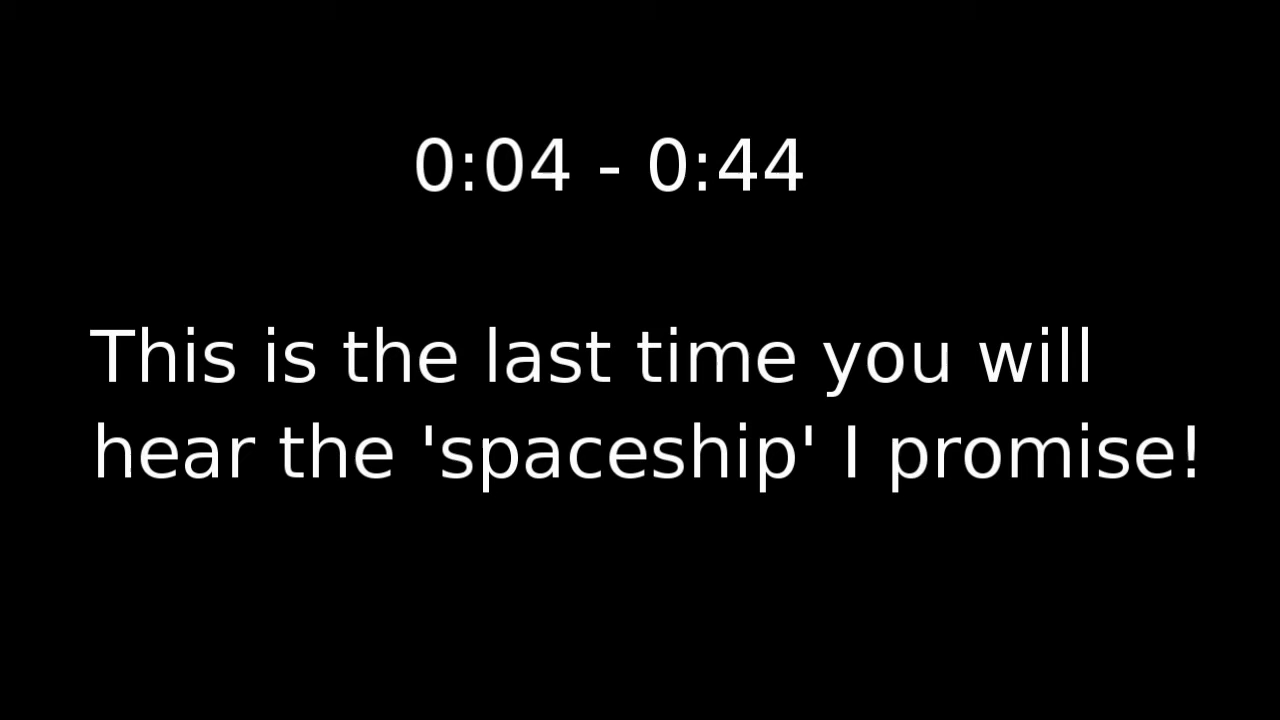 0:04 - 0:44
This is the last time you will
hear the 'spaceship' I promise!